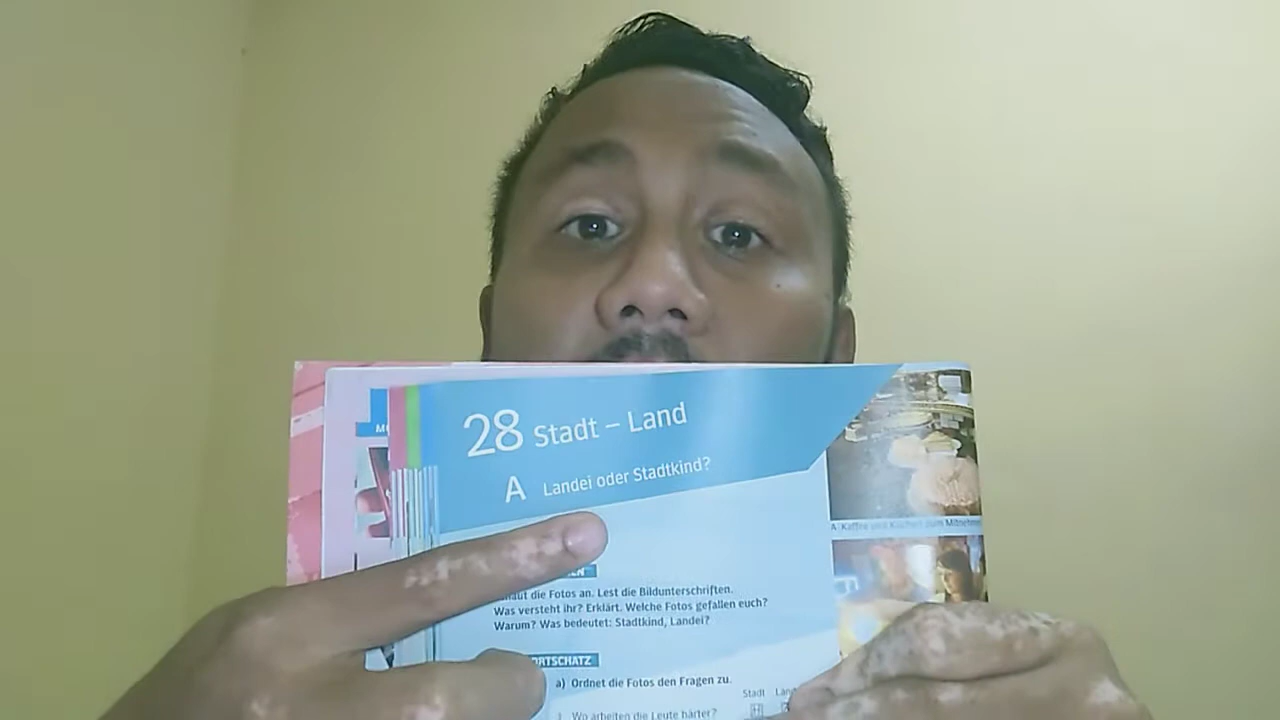 28 Stadt – Land
A Landei oder Stadtkind?
die Fotos an. Lest die Bildunterschriften.
Was versteht ihr? Erklärt. Welche Fotos gefallen euch?
Warum? Was bedeutet: Stadtkind, Landei?
ORTSCHATZ
a) Ordnet die Fotos den Fragen zu.
Stadt Land
Wo arbeiten die Leute härter?
A Kaffee und Kuchen zum Mitnehmen